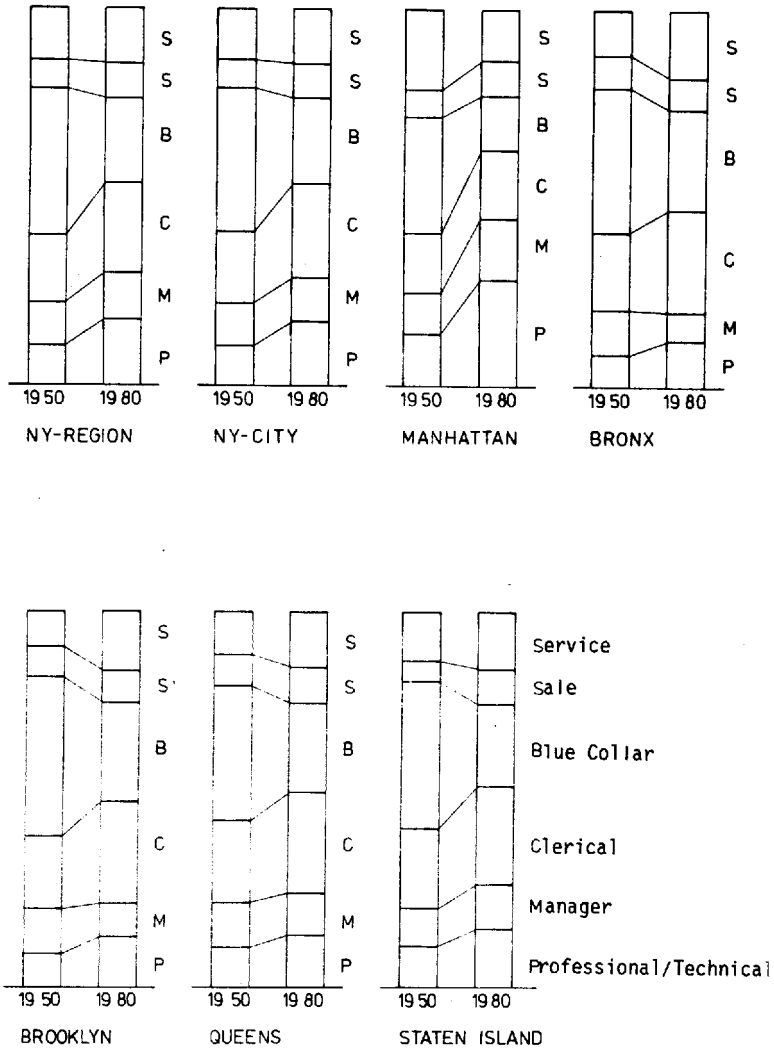 S
S
B
C
M
P
1950 1980
NY-REGION
S
S
B
C
M
P
1950 1980
NY-CITY
S
S
B
C
M
P
1950 1980
MANHATTAN
S
S
B
C
M
P
1950 1980
BRONX
S
S
B
C
M
P
1950 1980
BROOKLYN
S
S
B
C
M
P
1950 1980
QUEENS
Service
Sale
Blue Collar
Clerical
Manager
Professional/Technical
1950 1980
STATEN ISLAND